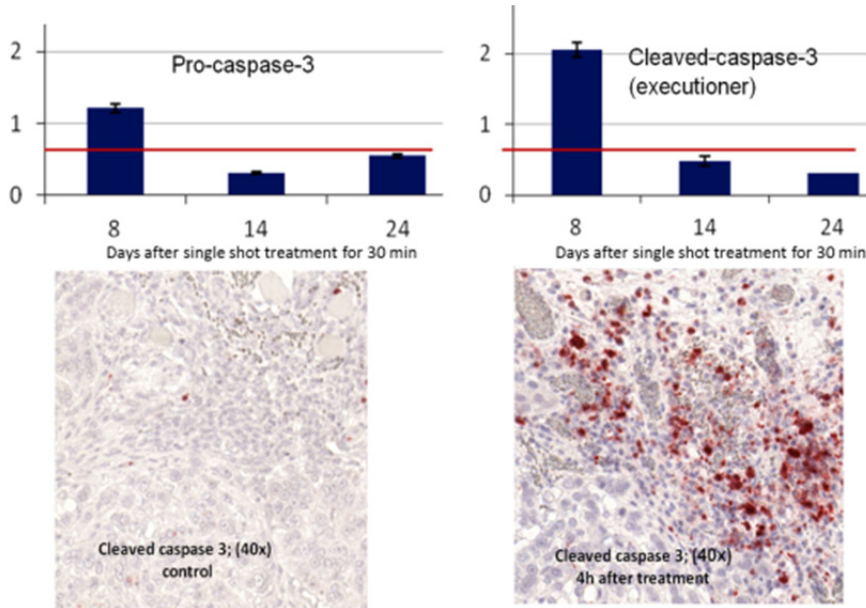 2
Pro-caspase-3
1
0
8 14 24
Days after single shot treatment for 30 min
2
Cleaved-caspase-3
(executioner)
1
0
8 14 24
Days after single shot treatment for 30 min
Cleaved caspase 3; (40x)
control
Cleaved caspase 3; (40x)
4h after treatment